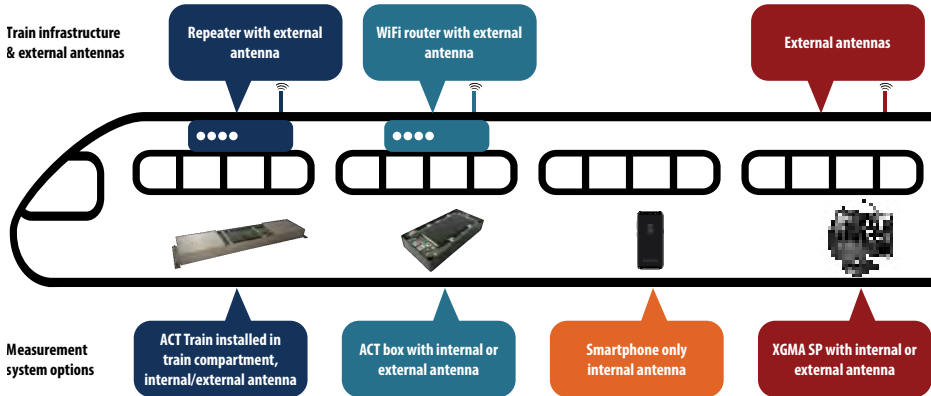 Train infrastructure
& external antennas
Repeater with external
antenna
WiFi router with external
antenna
External antennas
Measurement
system options
ACT Train installed in
train compartment,
internal/external antenna
ACT box with internal or
external antenna
Smartphone only
internal antenna
XGMA SP with internal or
external antenna